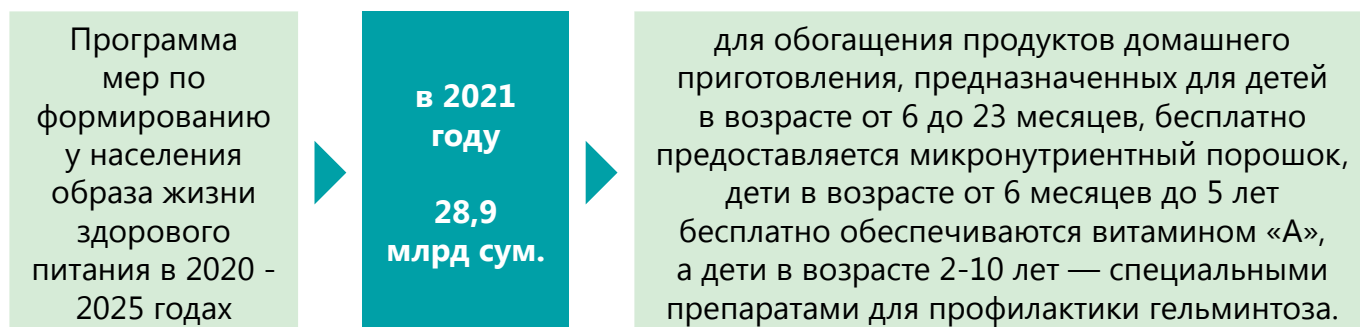 Программа
мер по
формированию
у населения
образа жизни
здорового
питания в 2020 -
2025 годах
в 2021
году
28,9
млрд сум.
для обогащения продуктов домашнего
приготовления, предназначенных для детей
в возрасте от 6 до 23 месяцев, бесплатно
предоставляется микронутриентный порошок,
дети в возрасте от 6 месяцев до 5 лет
бесплатно обеспечиваются витамином «А»,
а дети в возрасте 2-10 лет — специальными
препаратами для профилактики гельминтоза.